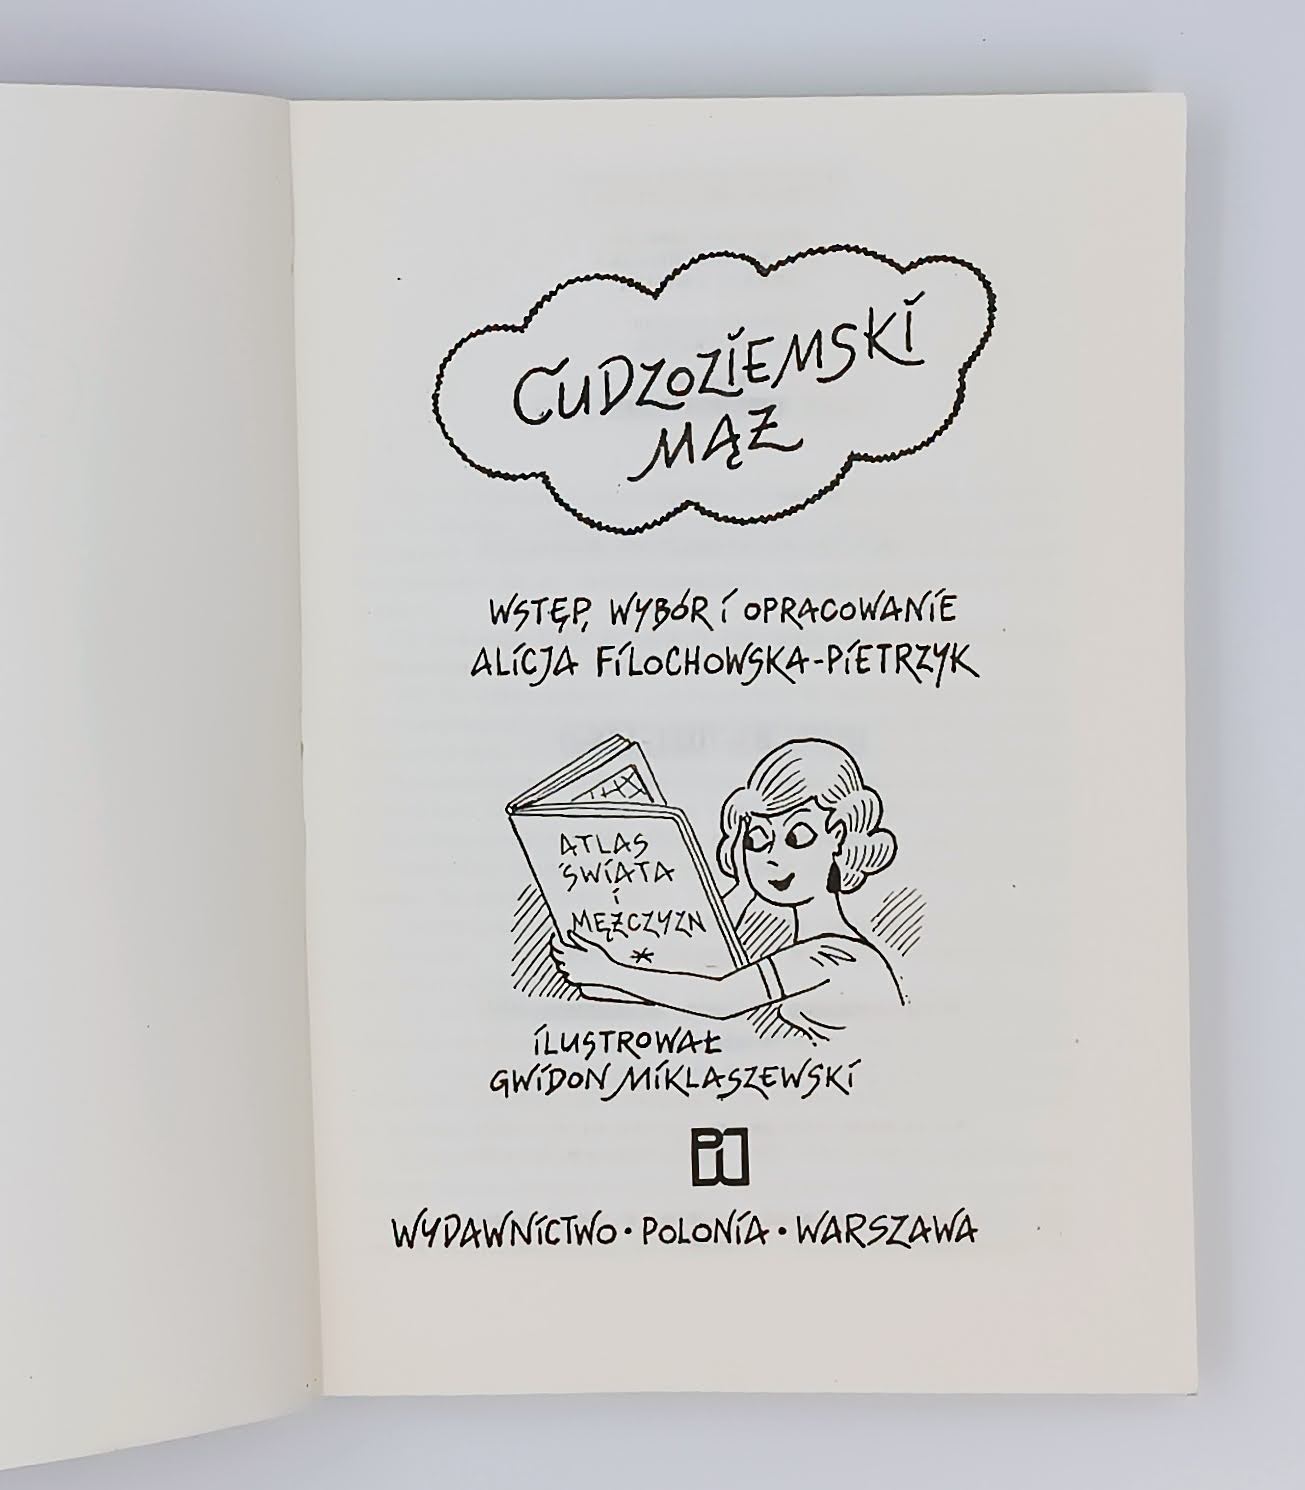 CUDZOZIEMSKI
MĄŻ
WSTĘP, WYBÓR I OPRACOWANIE
ALICJA FILOCHOWSKA-PIETRZYK
ATLAS
ŚWIATA
I
MĘŻCZYZN
*
ILUSTROWAŁ
GWIDON MIKLASZEWSKI
WYDAWNICTWO • POLONIA • WARSZAWA